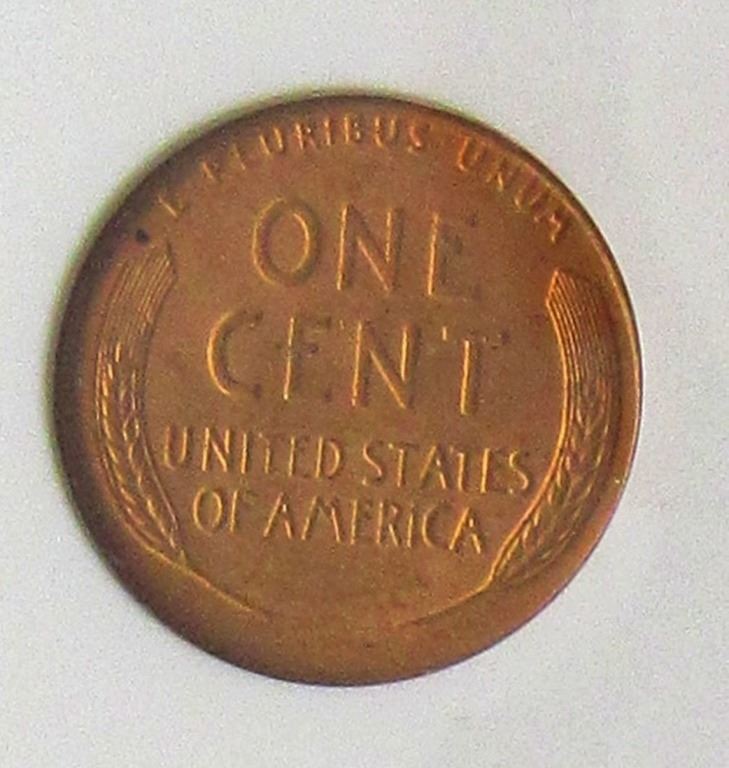 E PLURIBUS UNUM
ONE
CENT
UNITED STATES
OF AMERICA